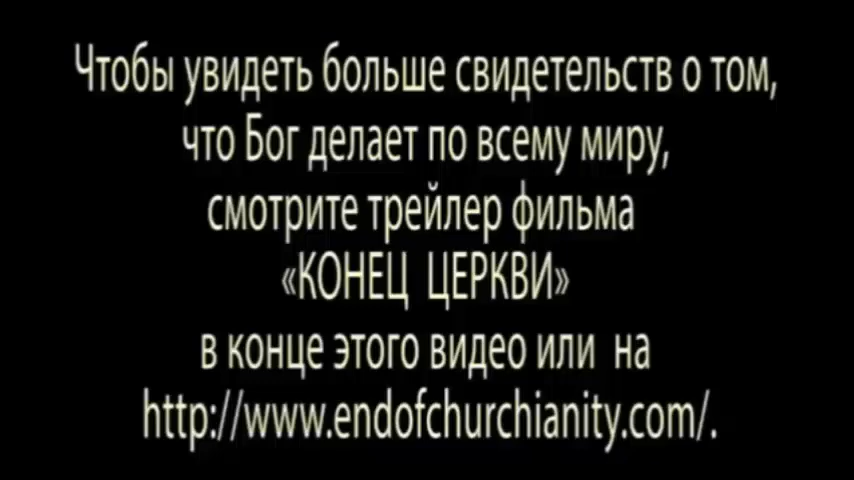 Чтобы увидеть больше свидетельств о том,
что Бог делает по всему миру,
смотрите трейлер фильма
«КОНЕЦ ЦЕРКВИ»
в конце этого видео или на
http://www.endofchurchianity.com/.